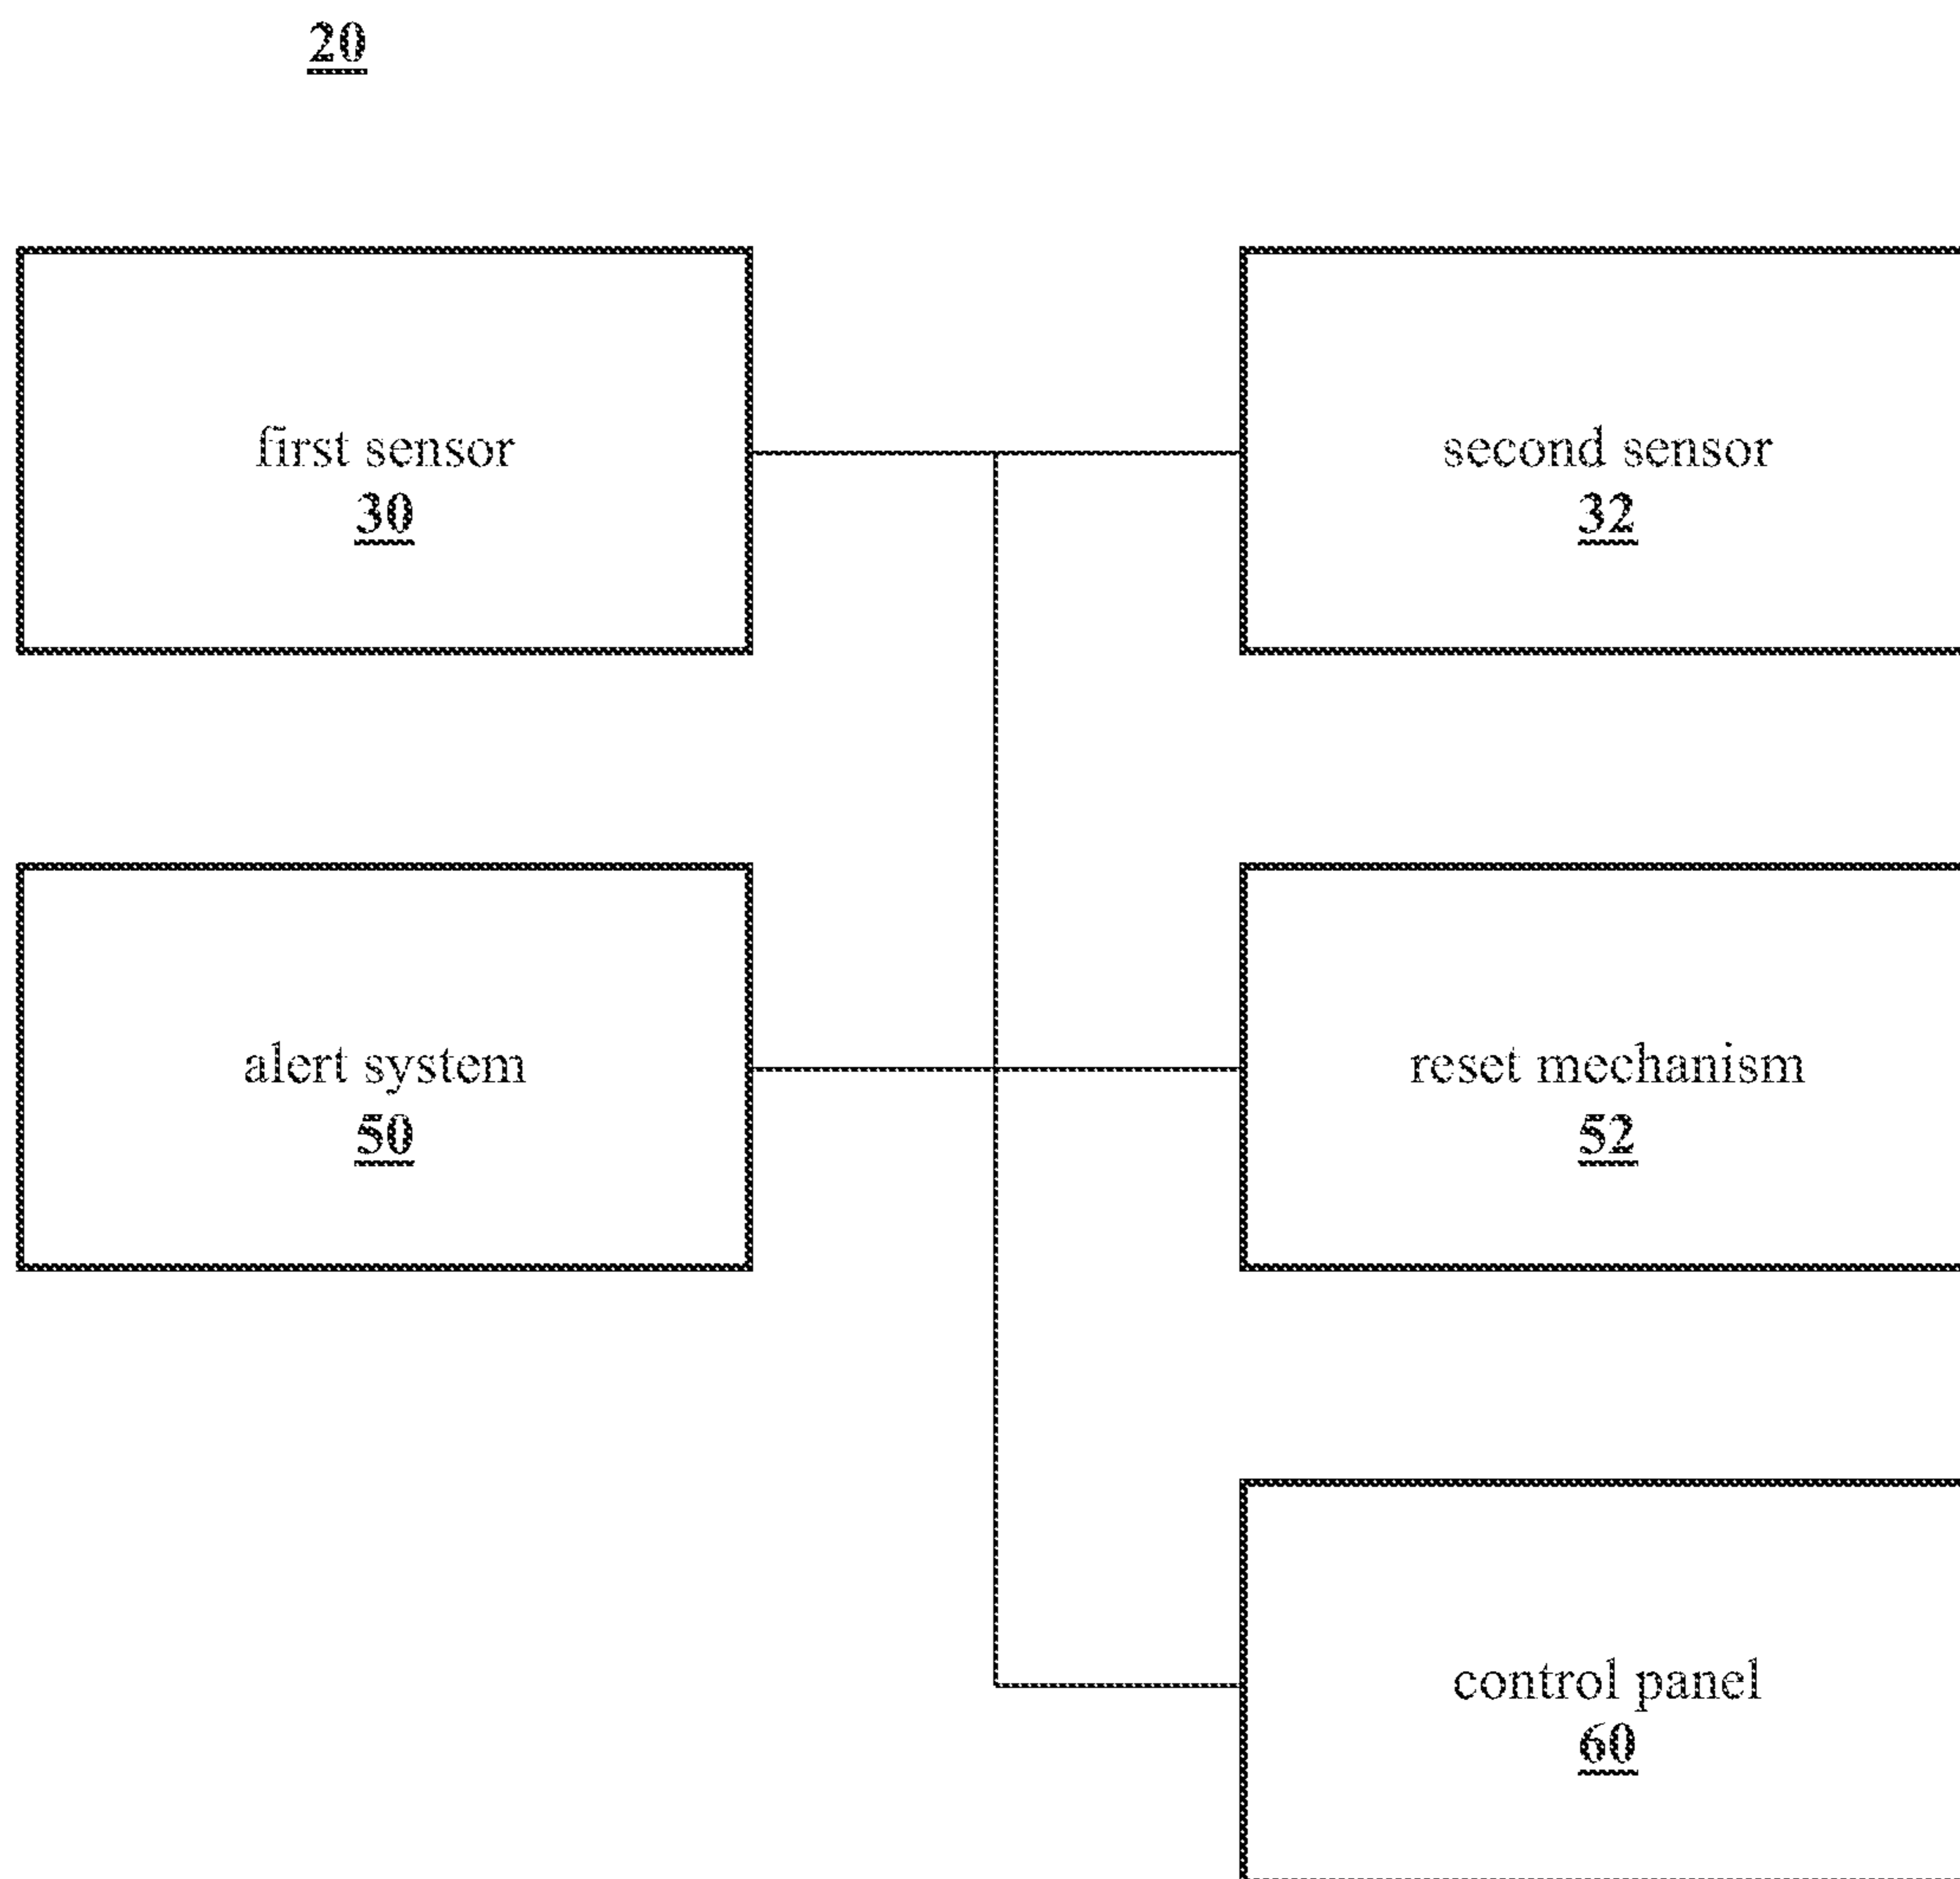 20
first sensor
30
second sensor
32
alert system
50
reset mechanism
52
control panel
60